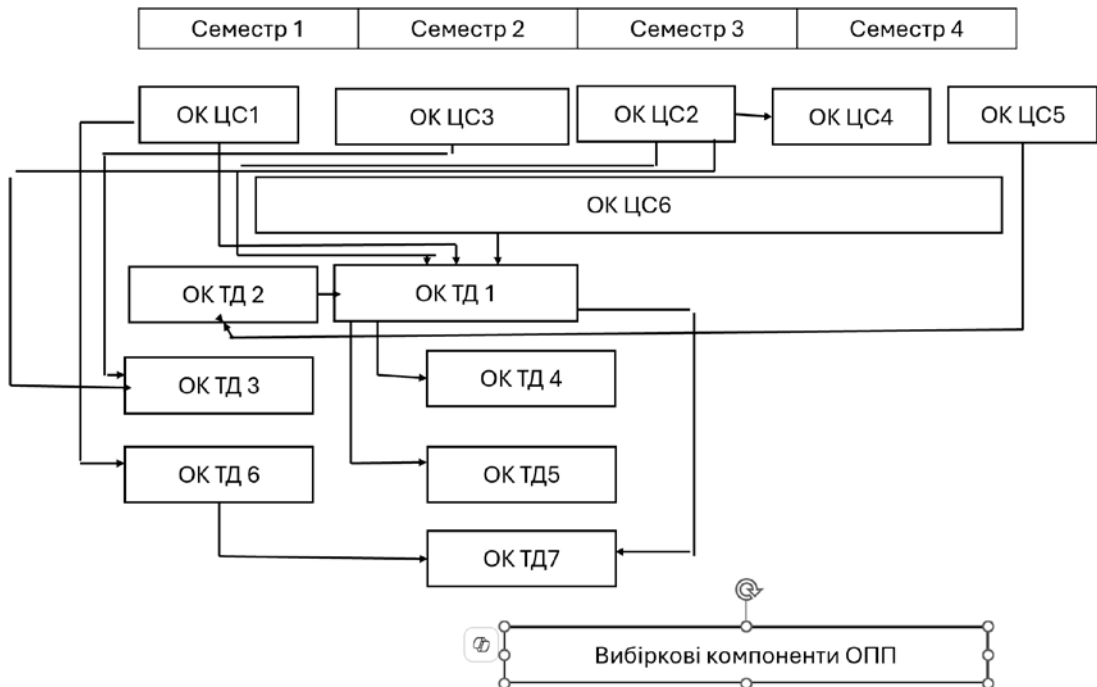 Семестр 1
Семестр 2
Семестр 3
Семестр 4
ОК ЦС1
ОК ЦС3
ОК ЦС2
ОК ЦС4
ОК ЦС5
ОК ЦС6
ОК ТД 2
ОК ТД 1
ОК ТД 3
ОК ТД 4
ОК ТД 6
ОК ТД5
ОК ТД7
Вибіркові компоненти ОПП